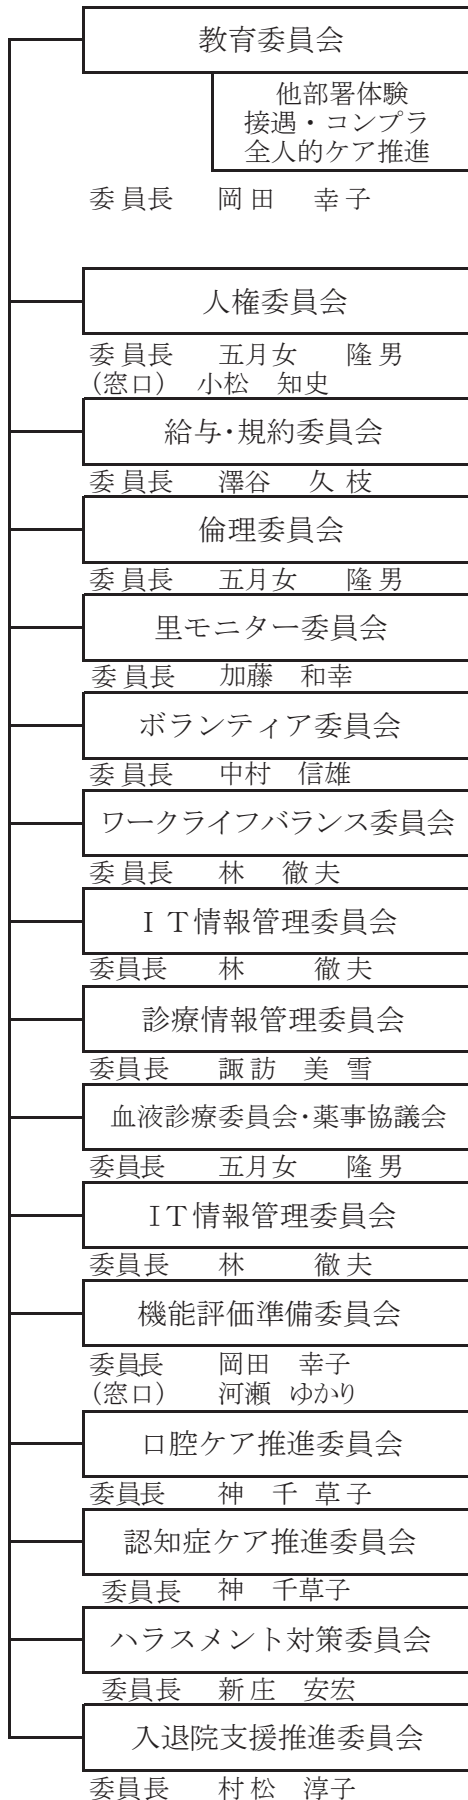 教育委員会
他部署体験
接遇・コンプラ
全人的ケア推進
委員長 岡田 幸子
人権委員会
委員長 五月女 隆男
(窓口) 小松 知史
給与・規約委員会
委員長 澤谷 久枝
倫理委員会
委員長 五月女 隆男
里モニター委員会
委員長 加藤 和幸
ボランティア委員会
委員長 中村 信雄
ワークライフバランス委員会
委員長 林 徹夫
ＩＴ情報管理委員会
委員長 林 徹夫
診療情報管理委員会
委員長 諏訪 美雪
血液診療委員会・薬事協議会
委員長 五月女 隆男
ＩＴ情報管理委員会
委員長 林 徹夫
機能評価準備委員会
委員長 岡田 幸子
(窓口) 河瀬 ゆかり
口腔ケア推進委員会
委員長 神 千草子
認知症ケア推進委員会
委員長 神 千草子
ハラスメント対策委員会
委員長 新庄 安宏
入退院支援推進委員会
委員長 村松 淳子